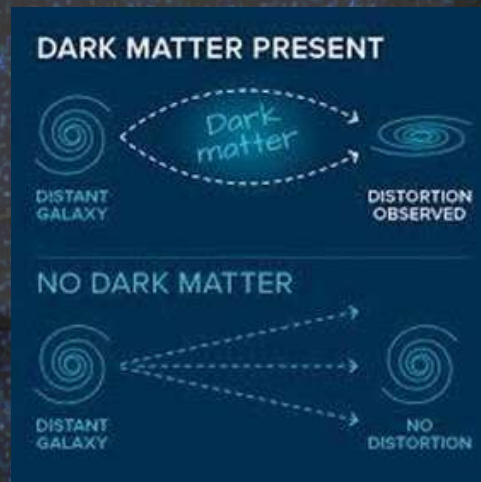 DARK MATTER PRESENT
Dark
matter
DISTANT
GALAXY
DISTORTION
OBSERVED
NO DARK MATTER
DISTANT
GALAXY
NO
DISTORTION